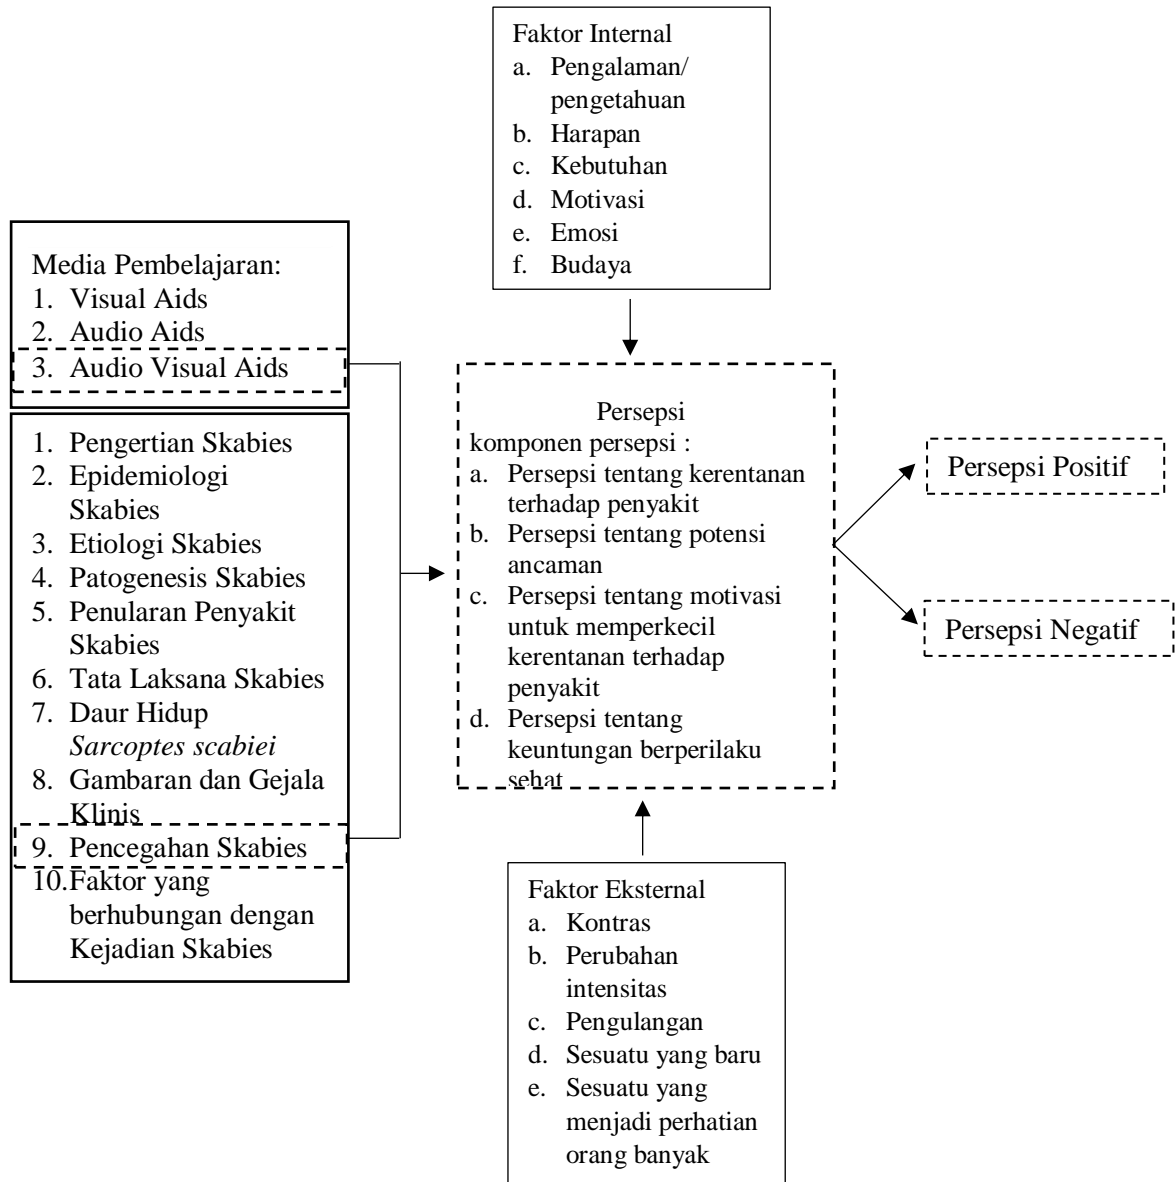 Faktor Internal
a. Pengalaman/
pengetahuan
b. Harapan
c. Kebutuhan
d. Motivasi
e. Emosi
f. Budaya
Media Pembelajaran:
1. Visual Aids
2. Audio Aids
3. Audio Visual Aids
1. Pengertian Skabies
2. Epidemiologi
Skabies
3. Etiologi Skabies
4. Patogenesis Skabies
5. Penularan Penyakit
Skabies
6. Tata Laksana Skabies
7. Daur Hidup
Sarcoptes scabiei
8. Gambaran dan Gejala
Klinis
9. Pencegahan Skabies
10.Faktor yang
berhubungan dengan
Kejadian Skabies
Persepsi
komponen persepsi :
a. Persepsi tentang kerentanan
terhadap penyakit
b. Persepsi tentang potensi
ancaman
c. Persepsi tentang motivasi
untuk memperkecil
kerentanan terhadap
penyakit
d. Persepsi tentang
keuntungan berperilaku
sehat
Persepsi Positif
Persepsi Negatif
Faktor Eksternal
a. Kontras
b. Perubahan
intensitas
c. Pengulangan
d. Sesuatu yang baru
e. Sesuatu yang
menjadi perhatian
orang banyak